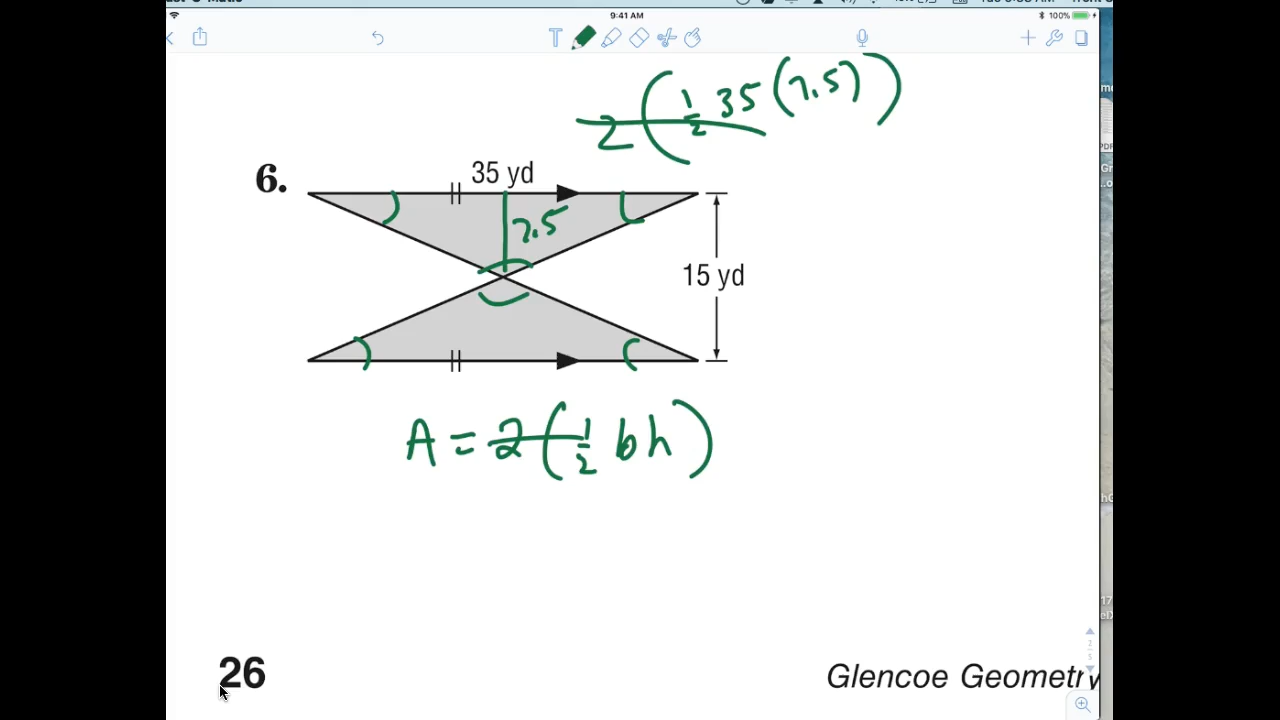 9:41 AM
100%
T
2(½ 35(7.5))
6.
35 yd
7.5
15 yd
A = 2(½ bh)
26
Glencoe Geometry